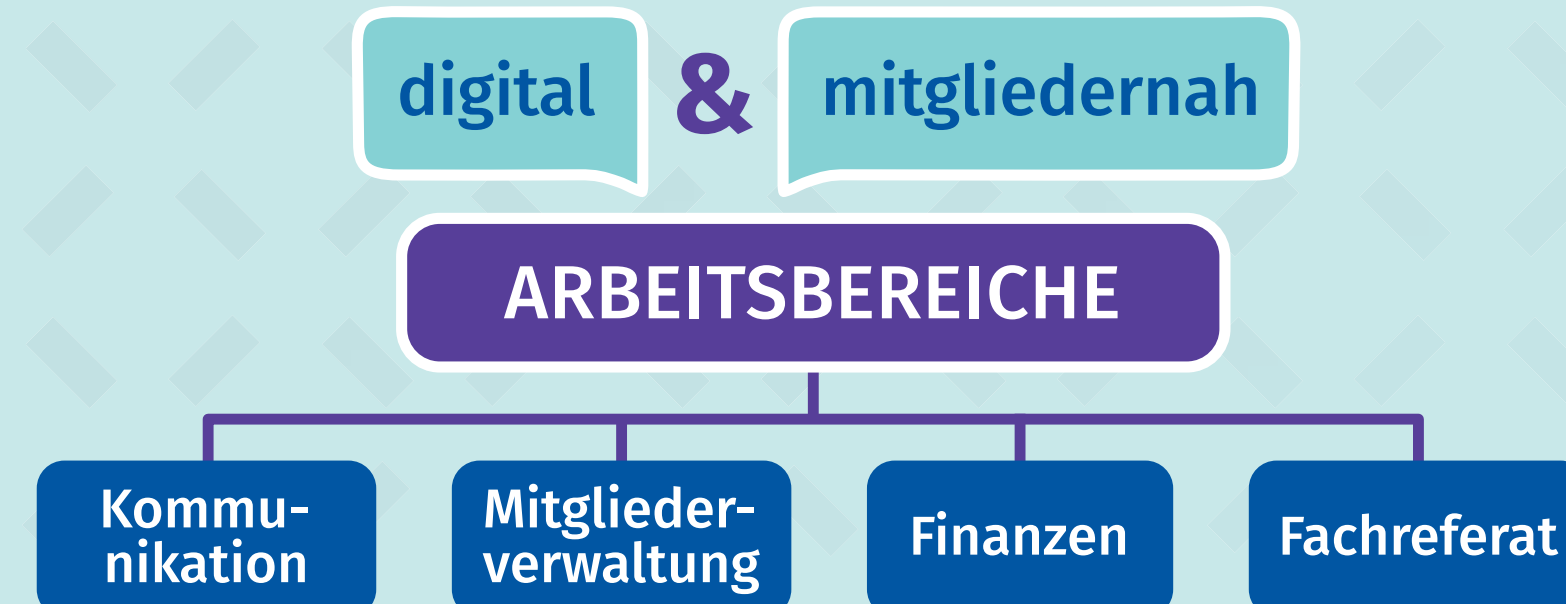 digital & mitgliedernah
ARBEITSBEREICHE
Kommu-
nikation
Mitglieder-
verwaltung
Finanzen
Fachreferat